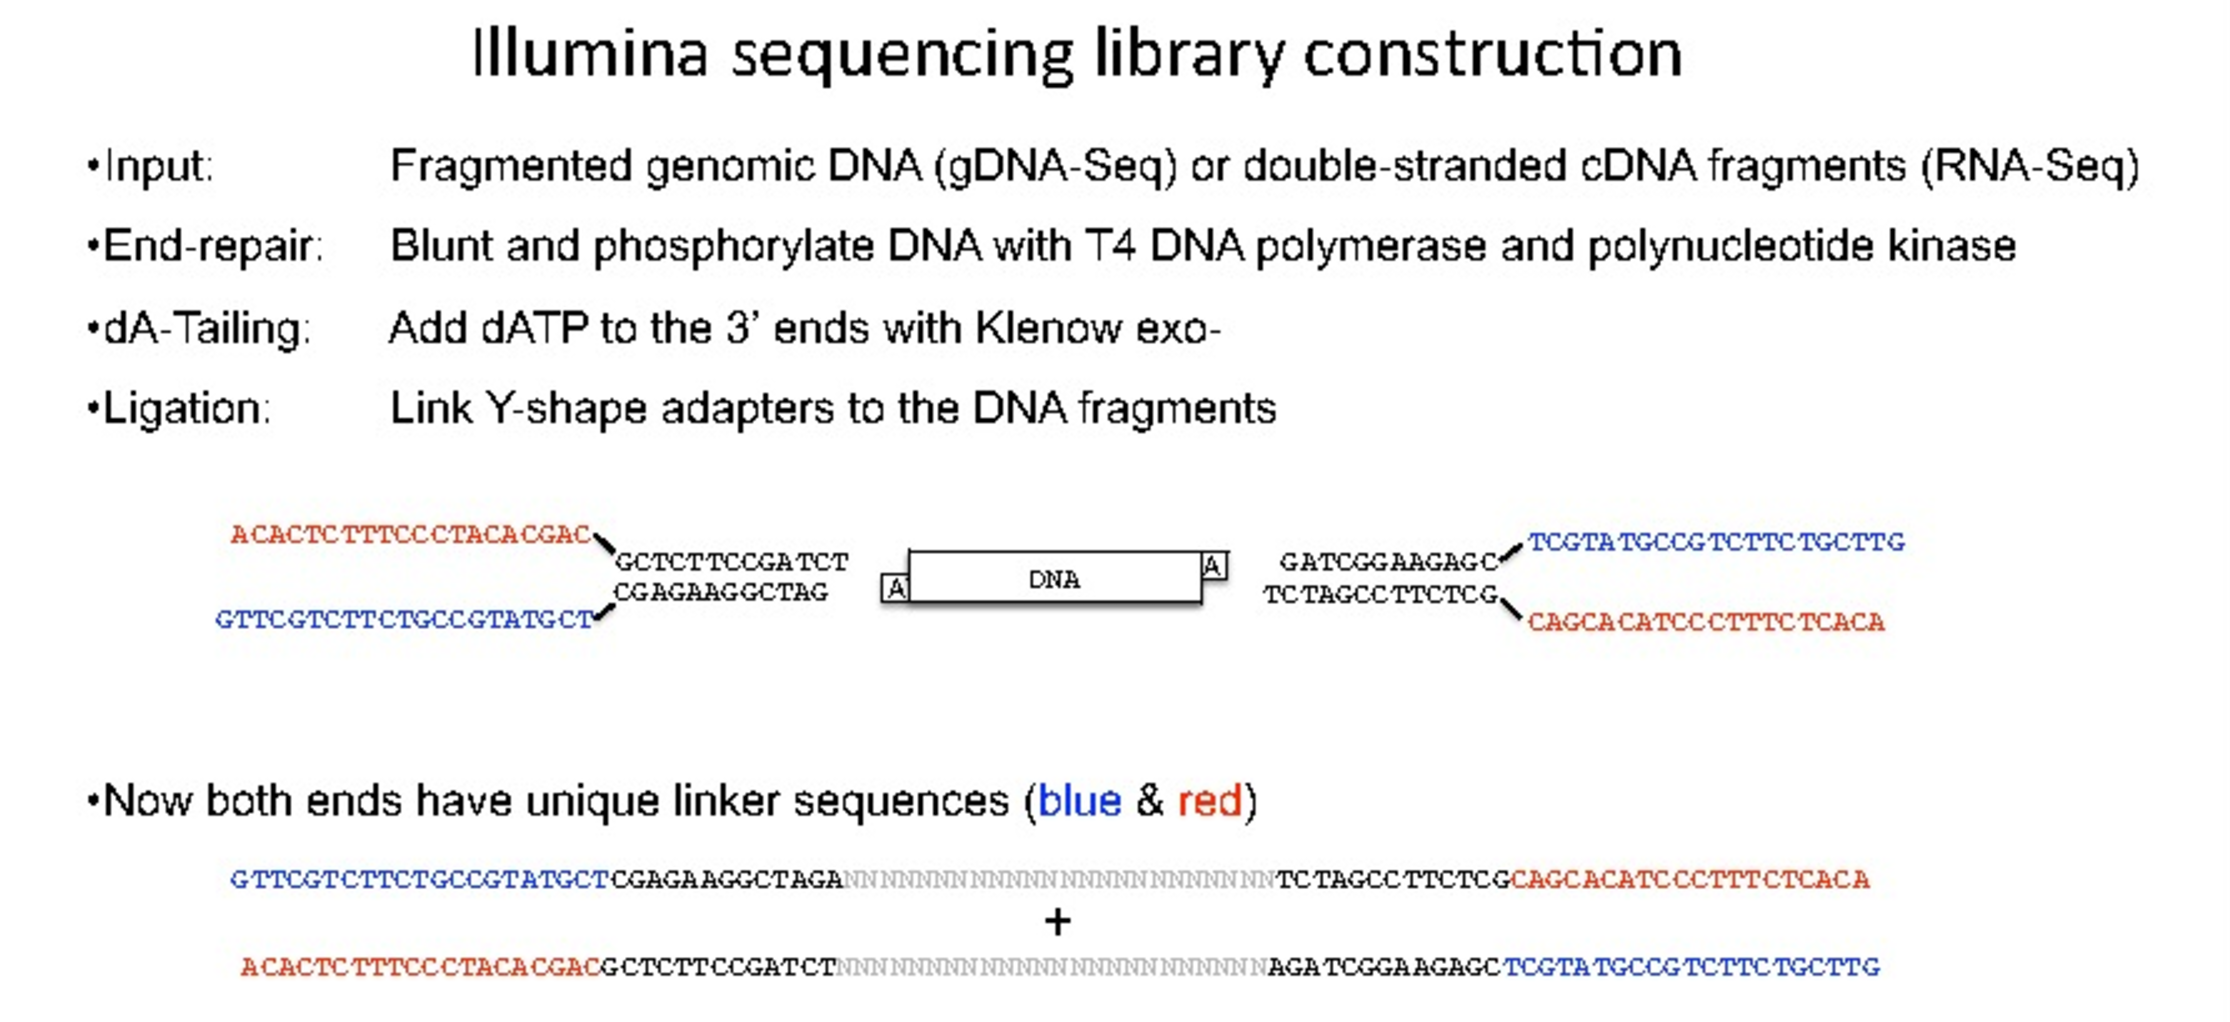 Illumina sequencing library construction
•Input: Fragmented genomic DNA (gDNA-Seq) or double-stranded cDNA fragments (RNA-Seq)
•End-repair: Blunt and phosphorylate DNA with T4 DNA polymerase and polynucleotide kinase
•dA-Tailing: Add dATP to the 3’ ends with Klenow exo-
•Ligation: Link Y-shape adapters to the DNA fragments
ACACTCTTTCCCTACACGAC TCGTATGCCGTCTTCTGCTTG
GCTCTTCCGATCT A GATCGGAAGAGC
DNA
CGAGAAGGCTAG A TCTAGCCTTCTCG
GTTCGTCTTCTGCCGTATGCT CAGCACATCCCTTTCTCACA
•Now both ends have unique linker sequences (blue & red)
GTTCGTCTTCTGCCGTATGCTCGAGAAGGCTAGANNNNNNNNNNNNNNNNNNNNNNNNTCTAGCCTTCTCGCAGCACATCCCTTTCTCACA
+
ACACTCTTTCCCTACACGACGCTCTTCCGATCTNNNNNNNNNNNNNNNNNNNNNNNNAGATCGGAAGAGCTCGTATGCCGTCTTCTGCTTG